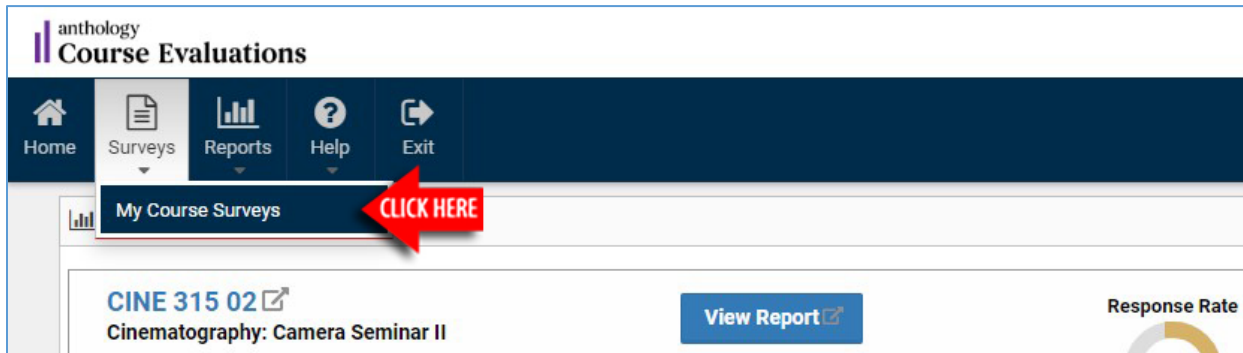 anthology
Course Evaluations
Home
Surveys
Reports
Help
Exit
My Course Surveys
CLICK HERE
CINE 315 02
View Report
Response Rate
Cinematography: Camera Seminar II